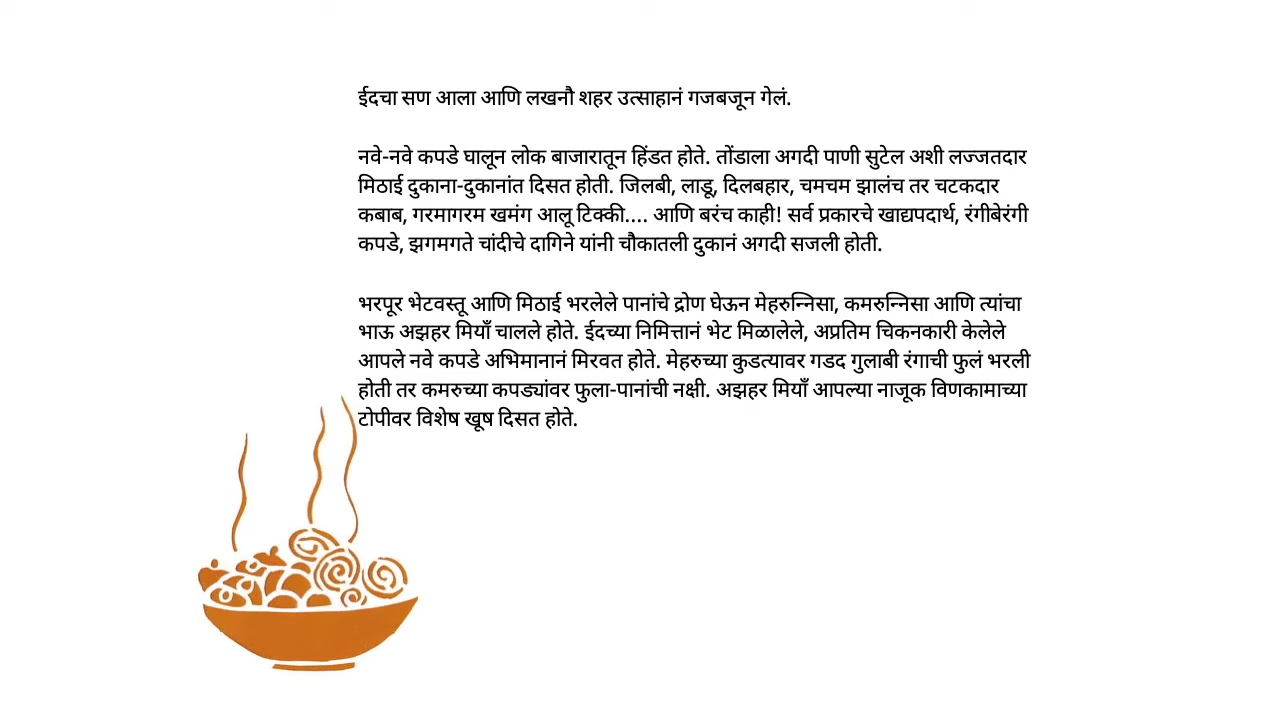 ईदचा सण आला आणि लखनौ शहर उत्साहानं गजबजून गेलं.
नवे-नवे कपडे घालून लोक बाजारातून हिंडत होते. तोंडाला अगदी पाणी सुटेल अशी लज्जतदार
मिठाई दुकाना-दुकानांत दिसत होती. जिलबी, लाडू, दिलबहार, चमचम झालंच तर चटकदार
कबाब, गरमागरम खमंग आलू टिक्की.... आणि बरंच काही! सर्व प्रकारचे खाद्यपदार्थ, रंगीबेरंगी
कपडे, झगमगते चांदीचे दागिने यांनी चौकातली दुकानं अगदी सजली होती.
भरपूर भेटवस्तू आणि मिठाई भरलेले पानांचे द्रोण घेऊन मेहरुन्निसा, कमरुन्निसा आणि त्यांचा
भाऊ अझहर मियाँ चालले होते. ईदच्या निमित्तानं भेट मिळालेले, अप्रतिम चिकनकारी केलेले
आपले नवे कपडे अभिमानानं मिरवत होते. मेहरुच्या कुडत्यावर गडद गुलाबी रंगाची फुलं भरली
होती तर कमरुच्या कपड्यांवर फुला-पानांची नक्षी. अझहर मियाँ आपल्या नाजूक विणकामाच्या
टोपीवर विशेष खूष दिसत होते.